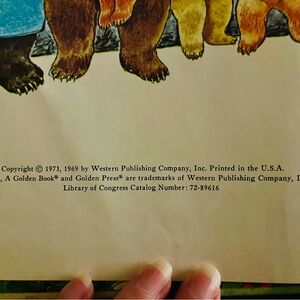 Copyright © 1973, 1969 by Western Publishing Company, Inc. Printed in the U.S.A.
, A Golden Book® and Golden Press® are trademarks of Western Publishing Company, I
Library of Congress Catalog Number: 72-89616